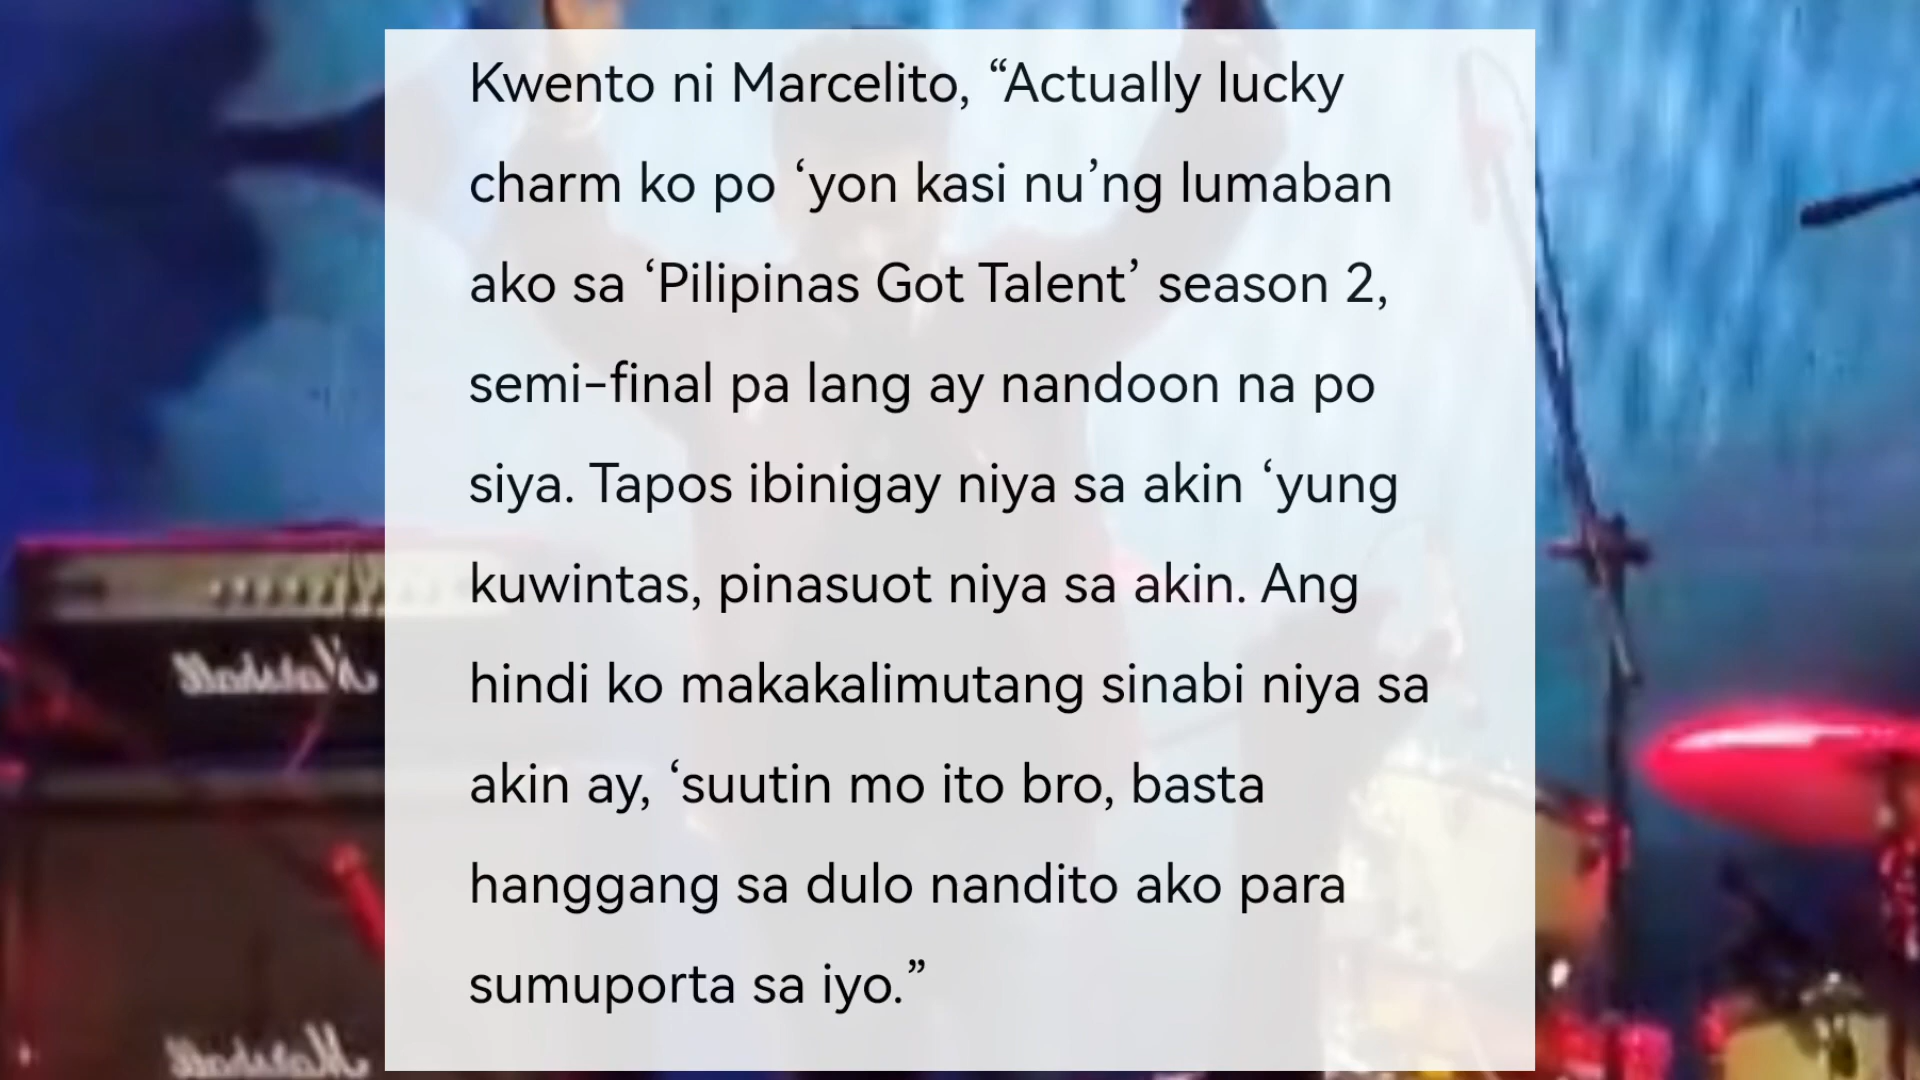 Kwento ni Marcelito, “Actually lucky
charm ko po ‘yon kasi nu’ng lumaban
ako sa ‘Pilipinas Got Talent’ season 2,
semi-final pa lang ay nandoon na po
siya. Tapos ibinigay niya sa akin ‘yung
kuwintas, pinasuot niya sa akin. Ang
hindi ko makakalimutang sinabi niya sa
akin ay, ‘suutin mo ito bro, basta
hanggang sa dulo nandito ako para
sumuporta sa iyo.”
Marshall
Marshall